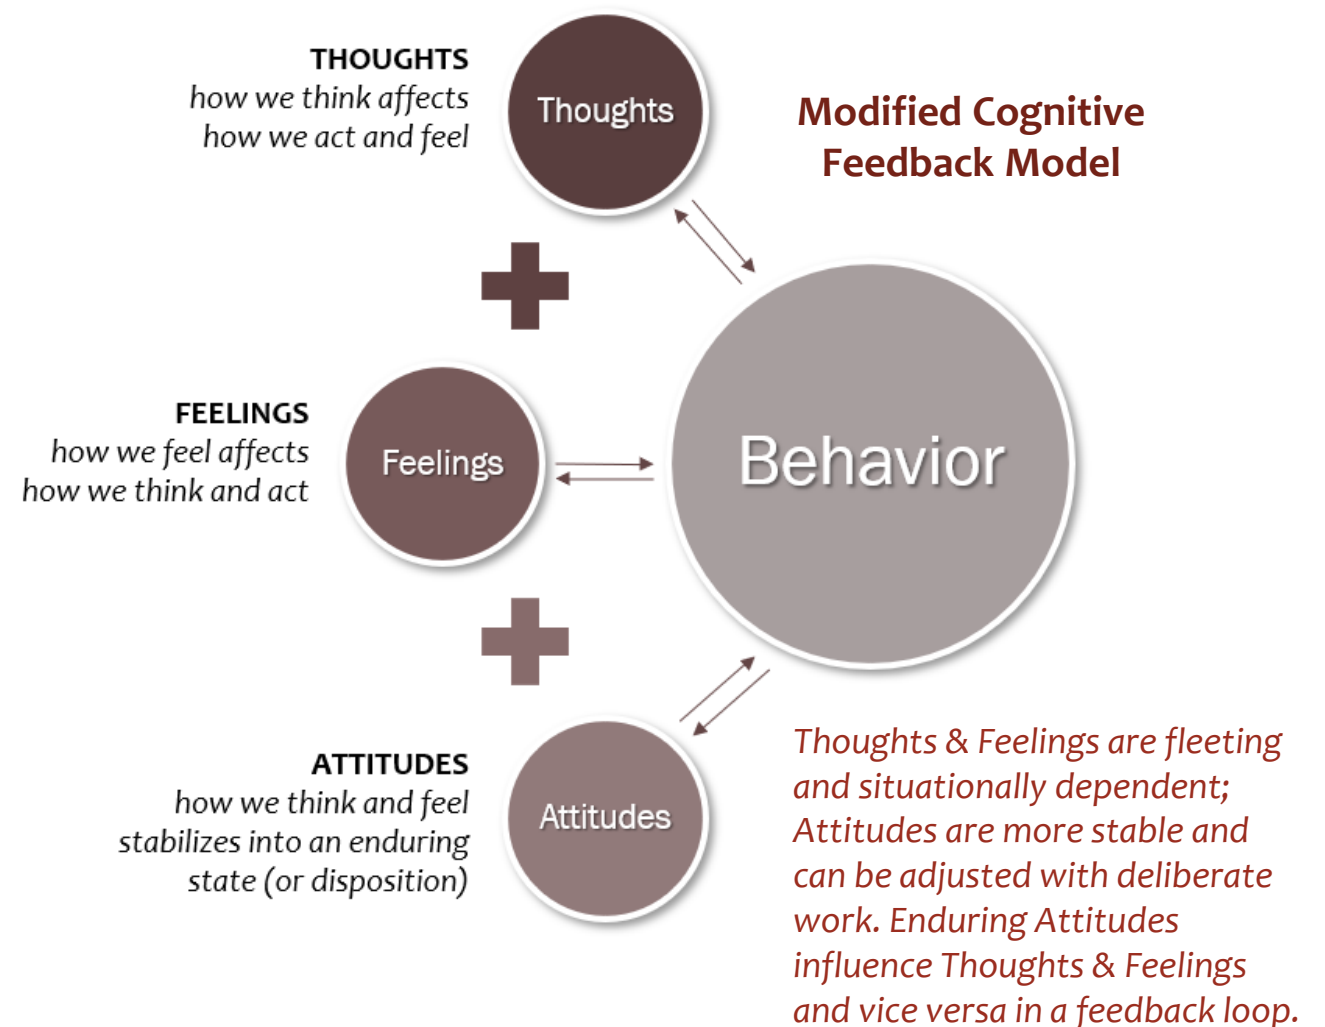 THOUGHTS
how we think affects
how we act and feel
Thoughts
Modified Cognitive
Feedback Model
FEELINGS
how we feel affects
how we think and act
Feelings
Behavior
ATTITUDES
how we think and feel
stabilizes into an enduring
state (or disposition)
Attitudes
Thoughts & Feelings are fleeting
and situationally dependent;
Attitudes are more stable and
can be adjusted with deliberate
work. Enduring Attitudes
influence Thoughts & Feelings
and vice versa in a feedback loop.